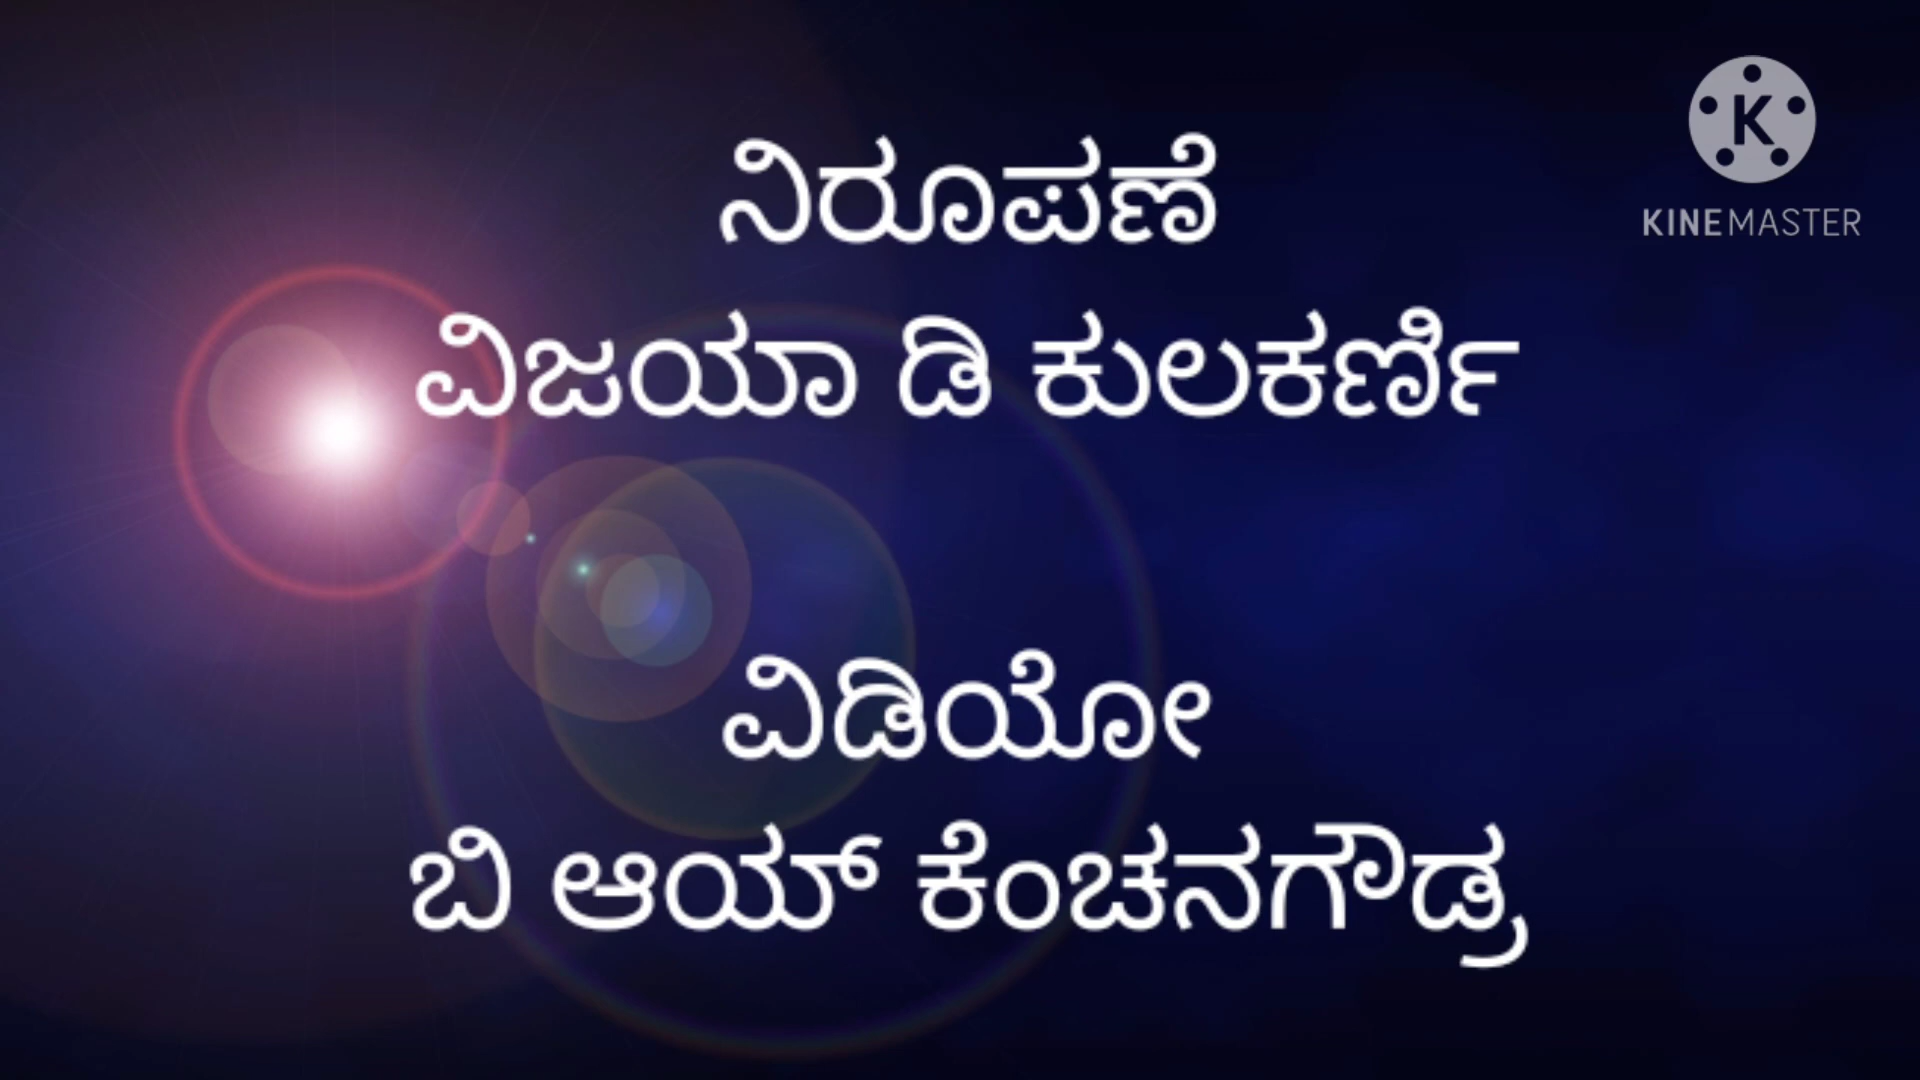 ನಿರೂಪಣೆ
ವಿಜಯಾ ಡಿ ಕುಲಕರ್ಣಿ
ವಿಡಿಯೋ
ಬಿ ಆಯ್ ಕೆಂಚನಗೌಡ್ರ
K
KINEMASTER